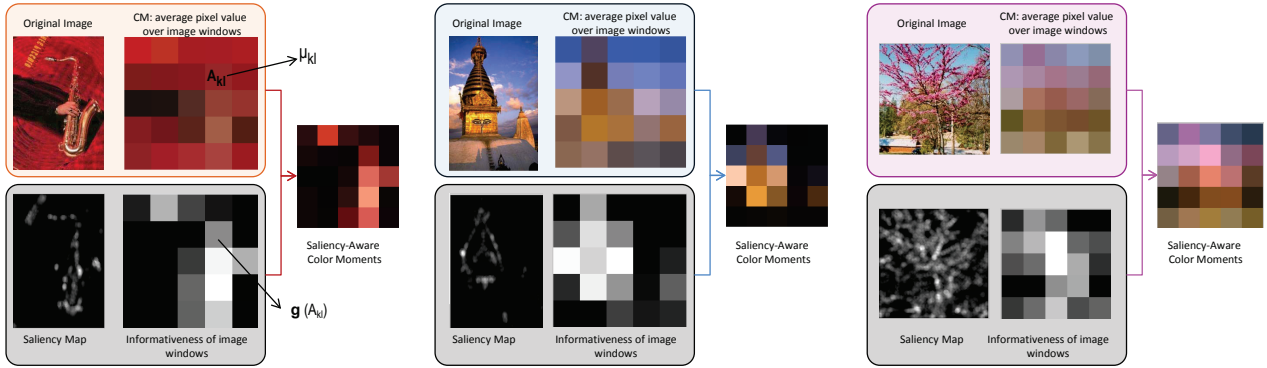 Original Image
CM: average pixel value
over image windows
A_kl
μ_kl
Saliency-Aware
Color Moments
g (A_kl)
Saliency Map
Informativeness of image
windows
Original Image
CM: average pixel value
over image windows
Saliency-Aware
Color Moments
Saliency Map
Informativeness of image
windows
Original Image
CM: average pixel value
over image windows
Saliency-Aware
Color Moments
Saliency Map
Informativeness of image
windows